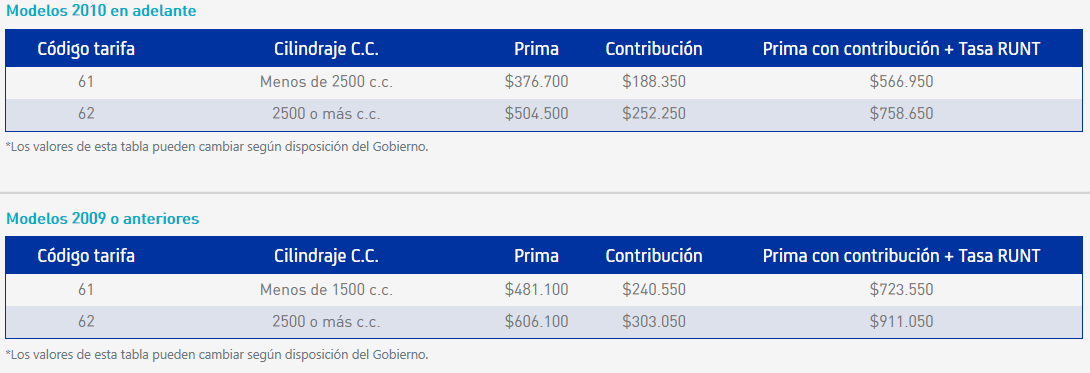 Modelos 2010 en adelante
Código tarifa Cilindraje C.C. Prima Contribución Prima con contribución + Tasa RUNT
61 Menos de 2500 c.c. $376.700 $188.350 $566.950
62 2500 o más c.c. $504.500 $252.250 $758.650
*Los valores de esta tabla pueden cambiar según disposición del Gobierno.
Modelos 2009 o anteriores
Código tarifa Cilindraje C.C. Prima Contribución Prima con contribución + Tasa RUNT
61 Menos de 1500 c.c. $481.100 $240.550 $723.550
62 2500 o más c.c. $606.100 $303.050 $911.050
*Los valores de esta tabla pueden cambiar según disposición del Gobierno.